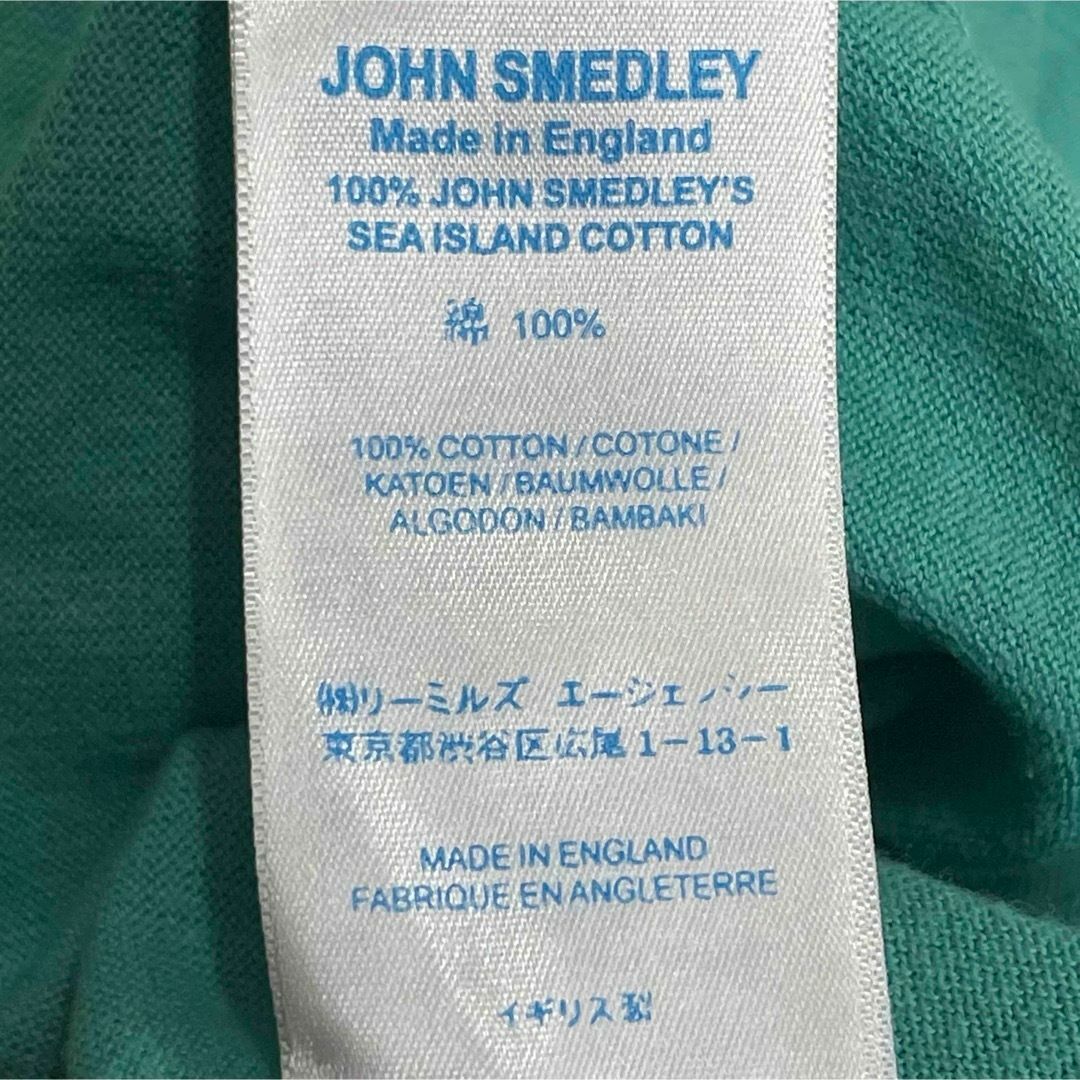 JOHN SMEDLEY
Made in England
100% JOHN SMEDLEY'S
SEA ISLAND COTTON
綿 100%
100% COTTON / COTONE /
KATOEN / BAUMWOLLE /
ALGODON / BAMBAKI
㈱リーミルズ エージェンシー
東京都渋谷区広尾1-13-1
MADE IN ENGLAND
FABRIQUE EN ANGLETERRE
イギリス製